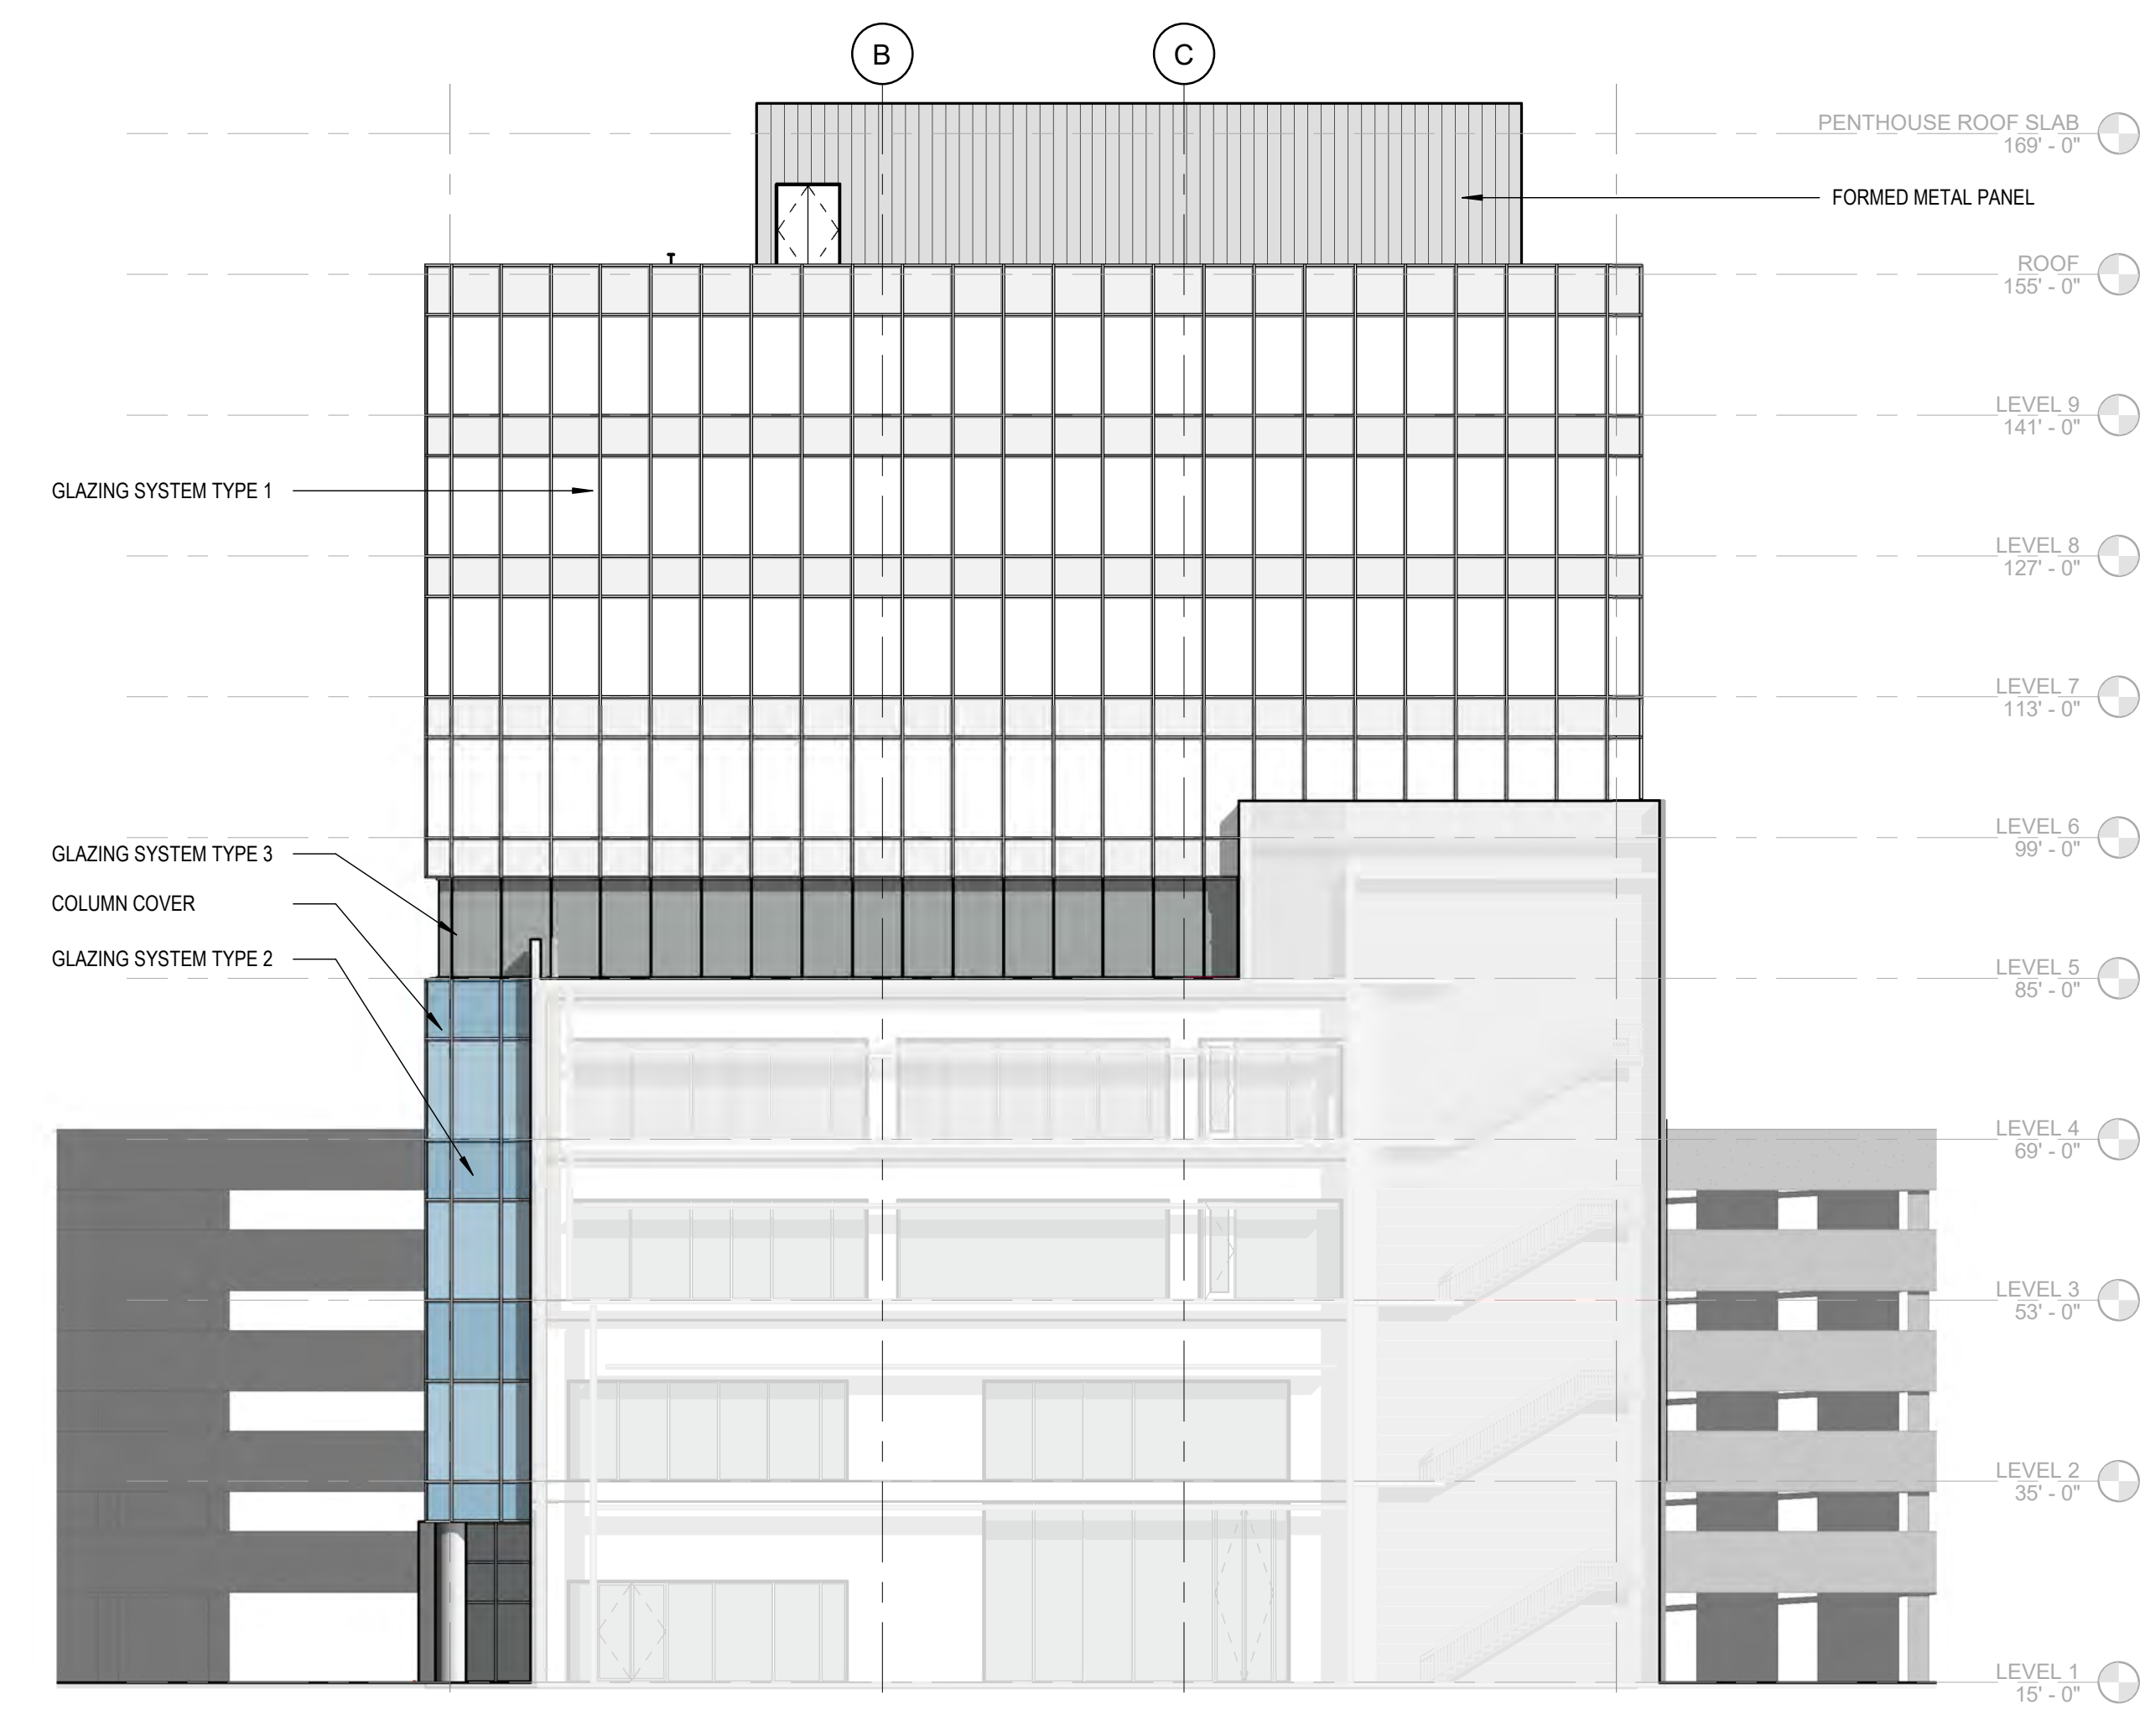 B
C
PENTHOUSE ROOF SLAB
169' - 0"
FORMED METAL PANEL
ROOF
155' - 0"
LEVEL 9
141' - 0"
GLAZING SYSTEM TYPE 1
LEVEL 8
127' - 0"
LEVEL 7
113' - 0"
LEVEL 6
99' - 0"
GLAZING SYSTEM TYPE 3
COLUMN COVER
GLAZING SYSTEM TYPE 2
LEVEL 5
85' - 0"
LEVEL 4
69' - 0"
LEVEL 3
53' - 0"
LEVEL 2
35' - 0"
LEVEL 1
15' - 0"